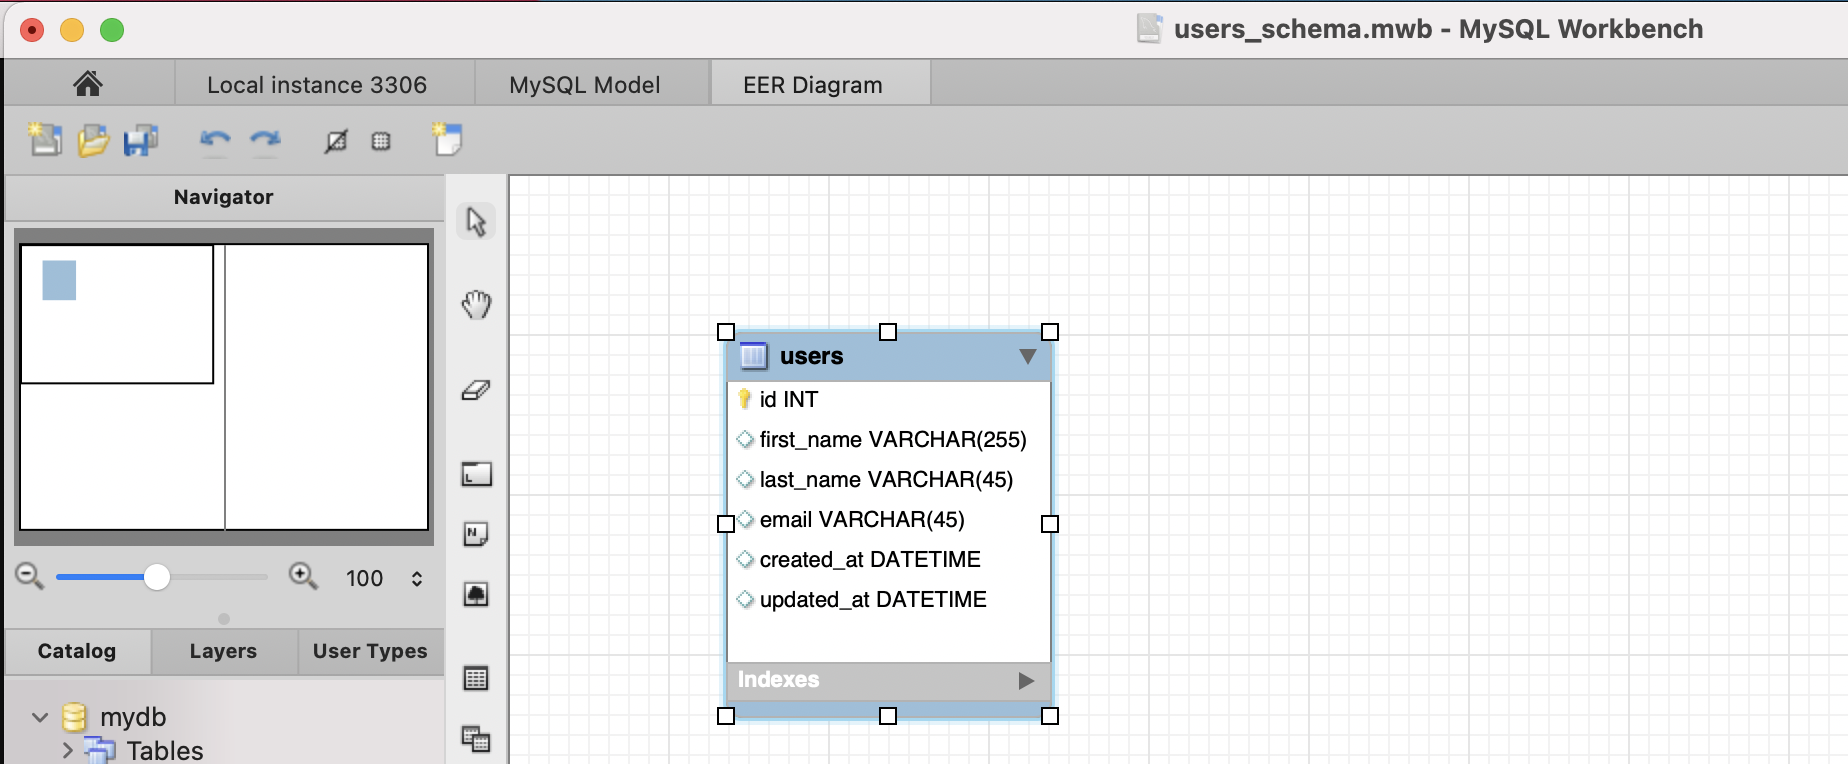 users_schema.mwb - MySQL Workbench
Local instance 3306
MySQL Model
EER Diagram
Navigator
100
Catalog
Layers
User Types
mydb
Tables
users
id INT
first_name VARCHAR(255)
last_name VARCHAR(45)
email VARCHAR(45)
created_at DATETIME
updated_at DATETIME
Indexes